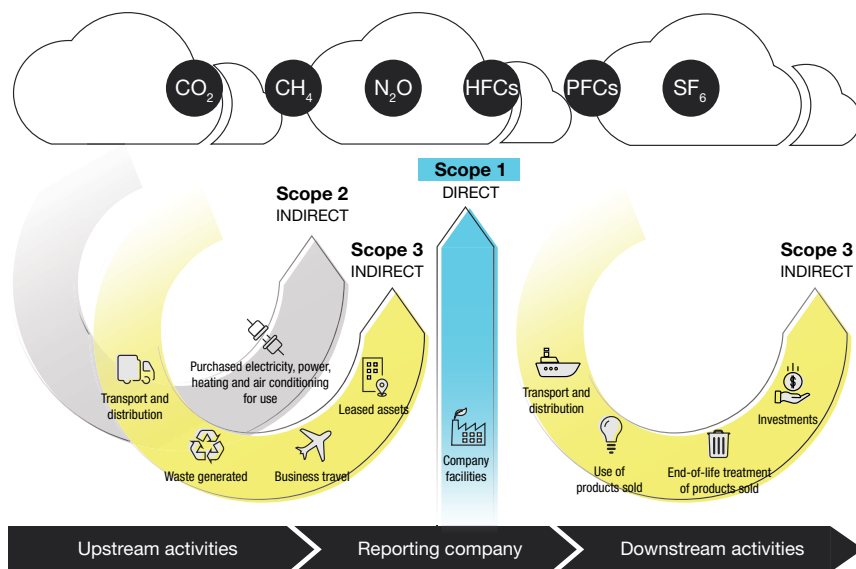 CO₂
CH₄
N₂O
HFCs
PFCs
SF₆
Scope 1
DIRECT
Scope 2
INDIRECT
Scope 3
INDIRECT
Scope 3
INDIRECT
Purchased electricity, power,
heating and air conditioning
for use
Transport and
distribution
Leased assets
Waste generated
Business travel
Company
facilities
Transport and
distribution
Investments
Use of
products sold
End-of-life treatment
of products sold
Upstream activities
Reporting company
Downstream activities